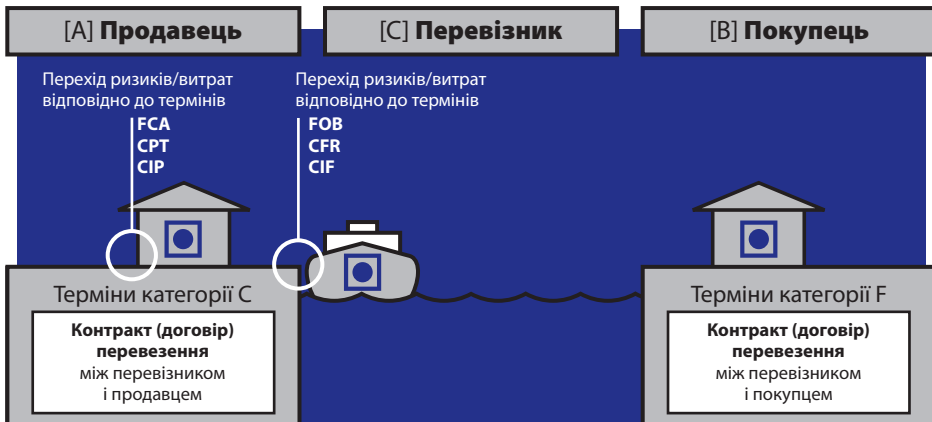 [A] Продавець
[C] Перевізник
[B] Покупець
Перехід ризиків/витрат
відповідно до термінів
FCA
CPT
CIP
Перехід ризиків/витрат
відповідно до термінів
FOB
CFR
CIF
Терміни категорії С
Контракт (договір)
перевезення
між перевізником
і продавцем
Терміни категорії F
Контракт (договір)
перевезення
між перевізником
і покупцем